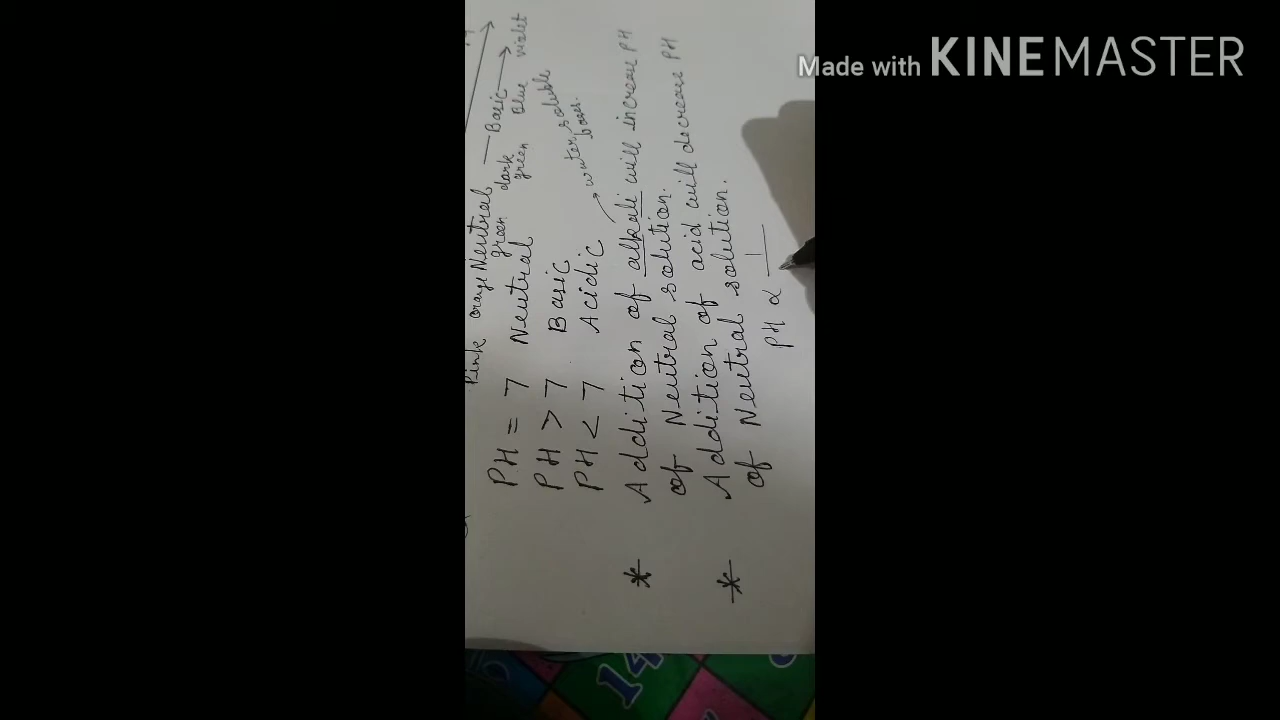 Made with KINEMASTER
Basic
Pink orange Neutral
green dark green Blue violet
PH = 7 Neutral
PH > 7 Basic
PH < 7 Acidic
water soluble
bases.
* Addition of alkali will increase PH
of Neutral solution.
* Addition of acid will decrease PH
of Neutral solution.
PH ∝ 1
14